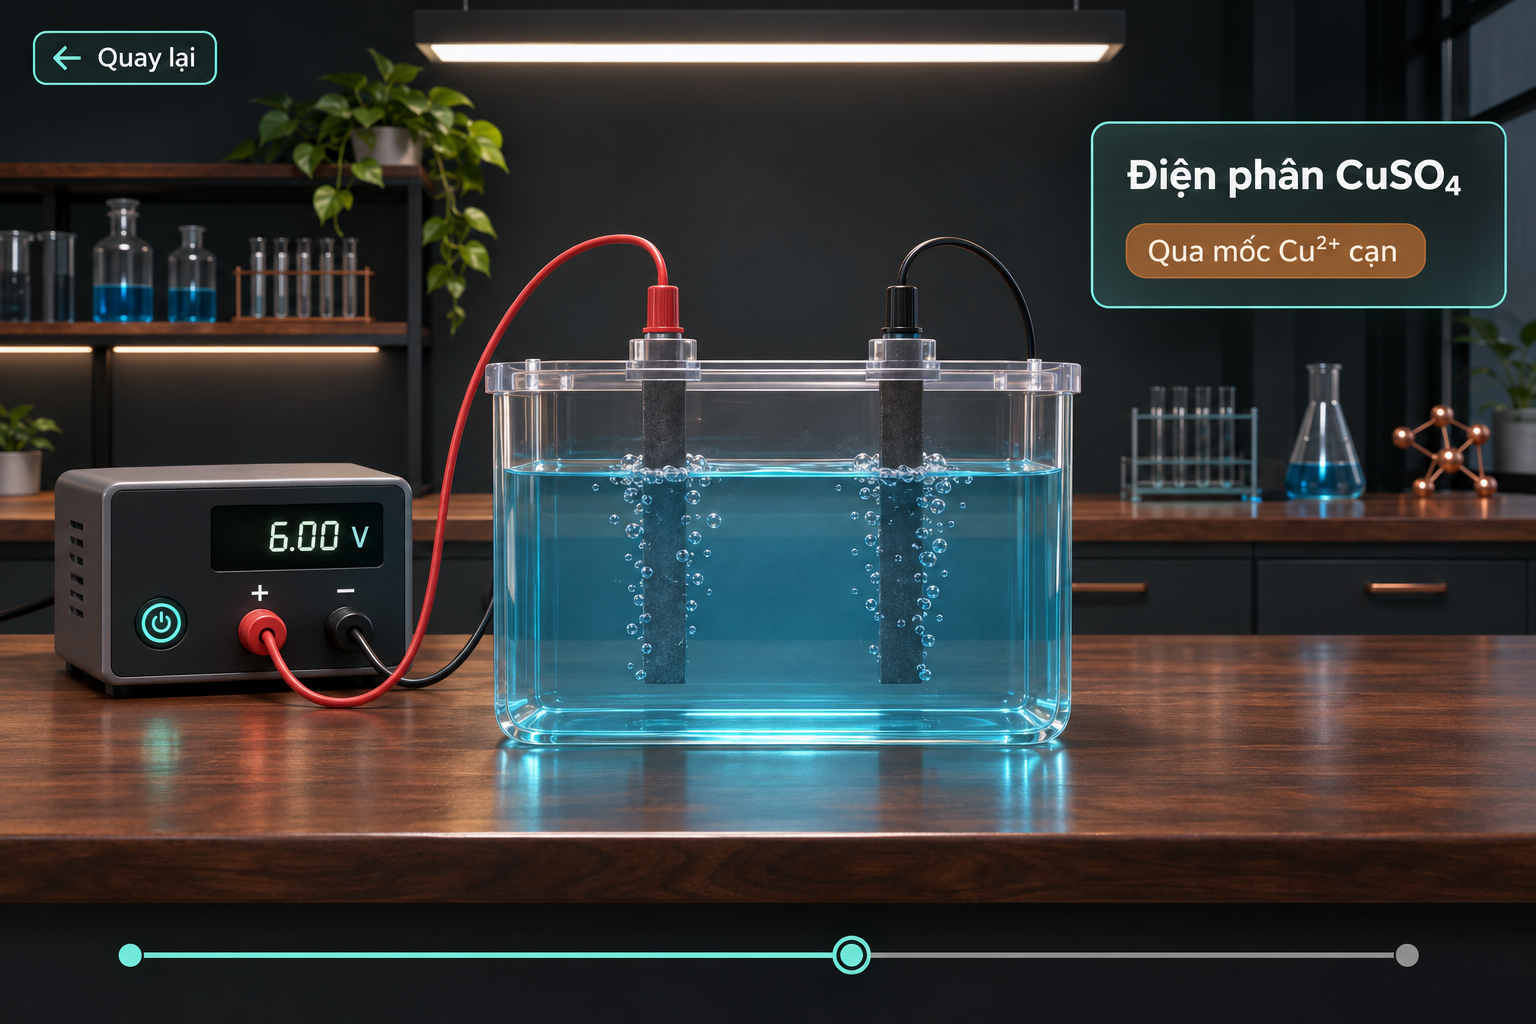 Quay lại
Điện phân CuSO₄
Qua mốc Cu²⁺ cạn
6.00 V
+ −